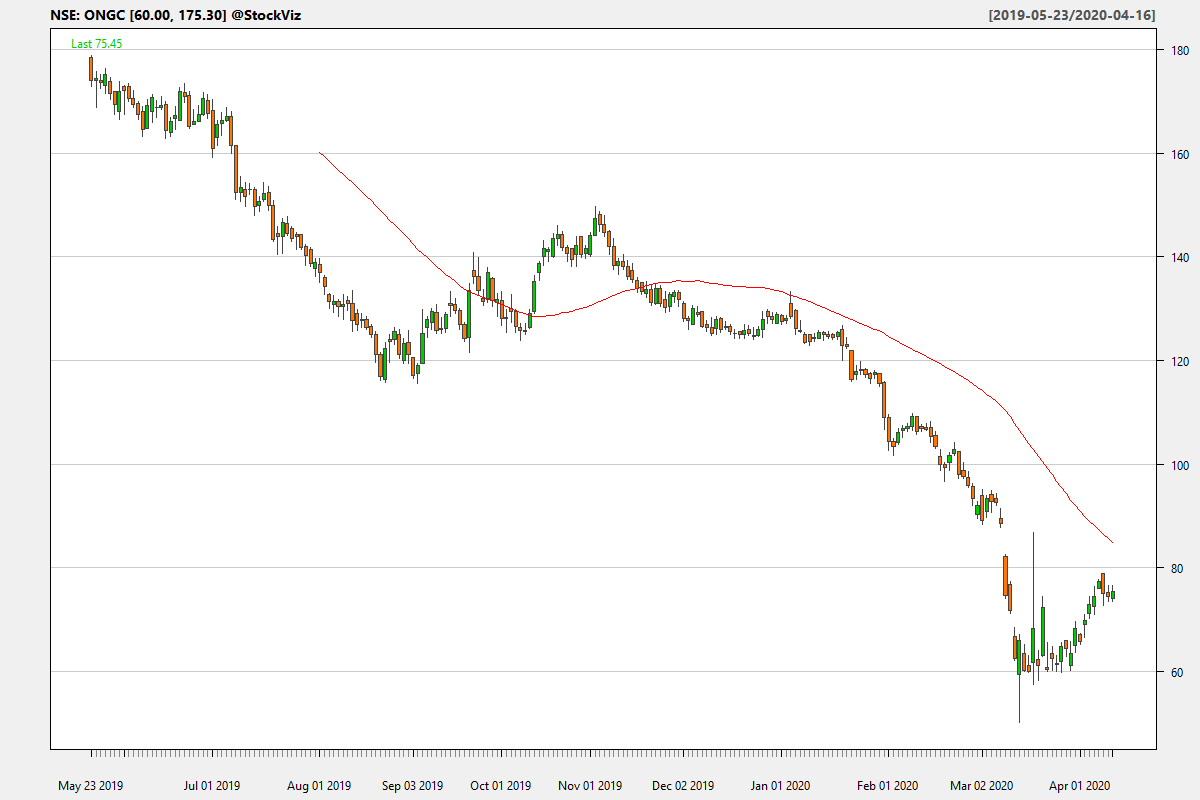 NSE: ONGC [60.00, 175.30] @StockViz [2019-05-23/2020-04-16]
Last 75.45
180
160
140
120
100
80
60
May 23 2019 Jul 01 2019 Aug 01 2019 Sep 03 2019 Oct 01 2019 Nov 01 2019 Dec 02 2019 Jan 01 2020 Feb 01 2020 Mar 02 2020 Apr 01 2020